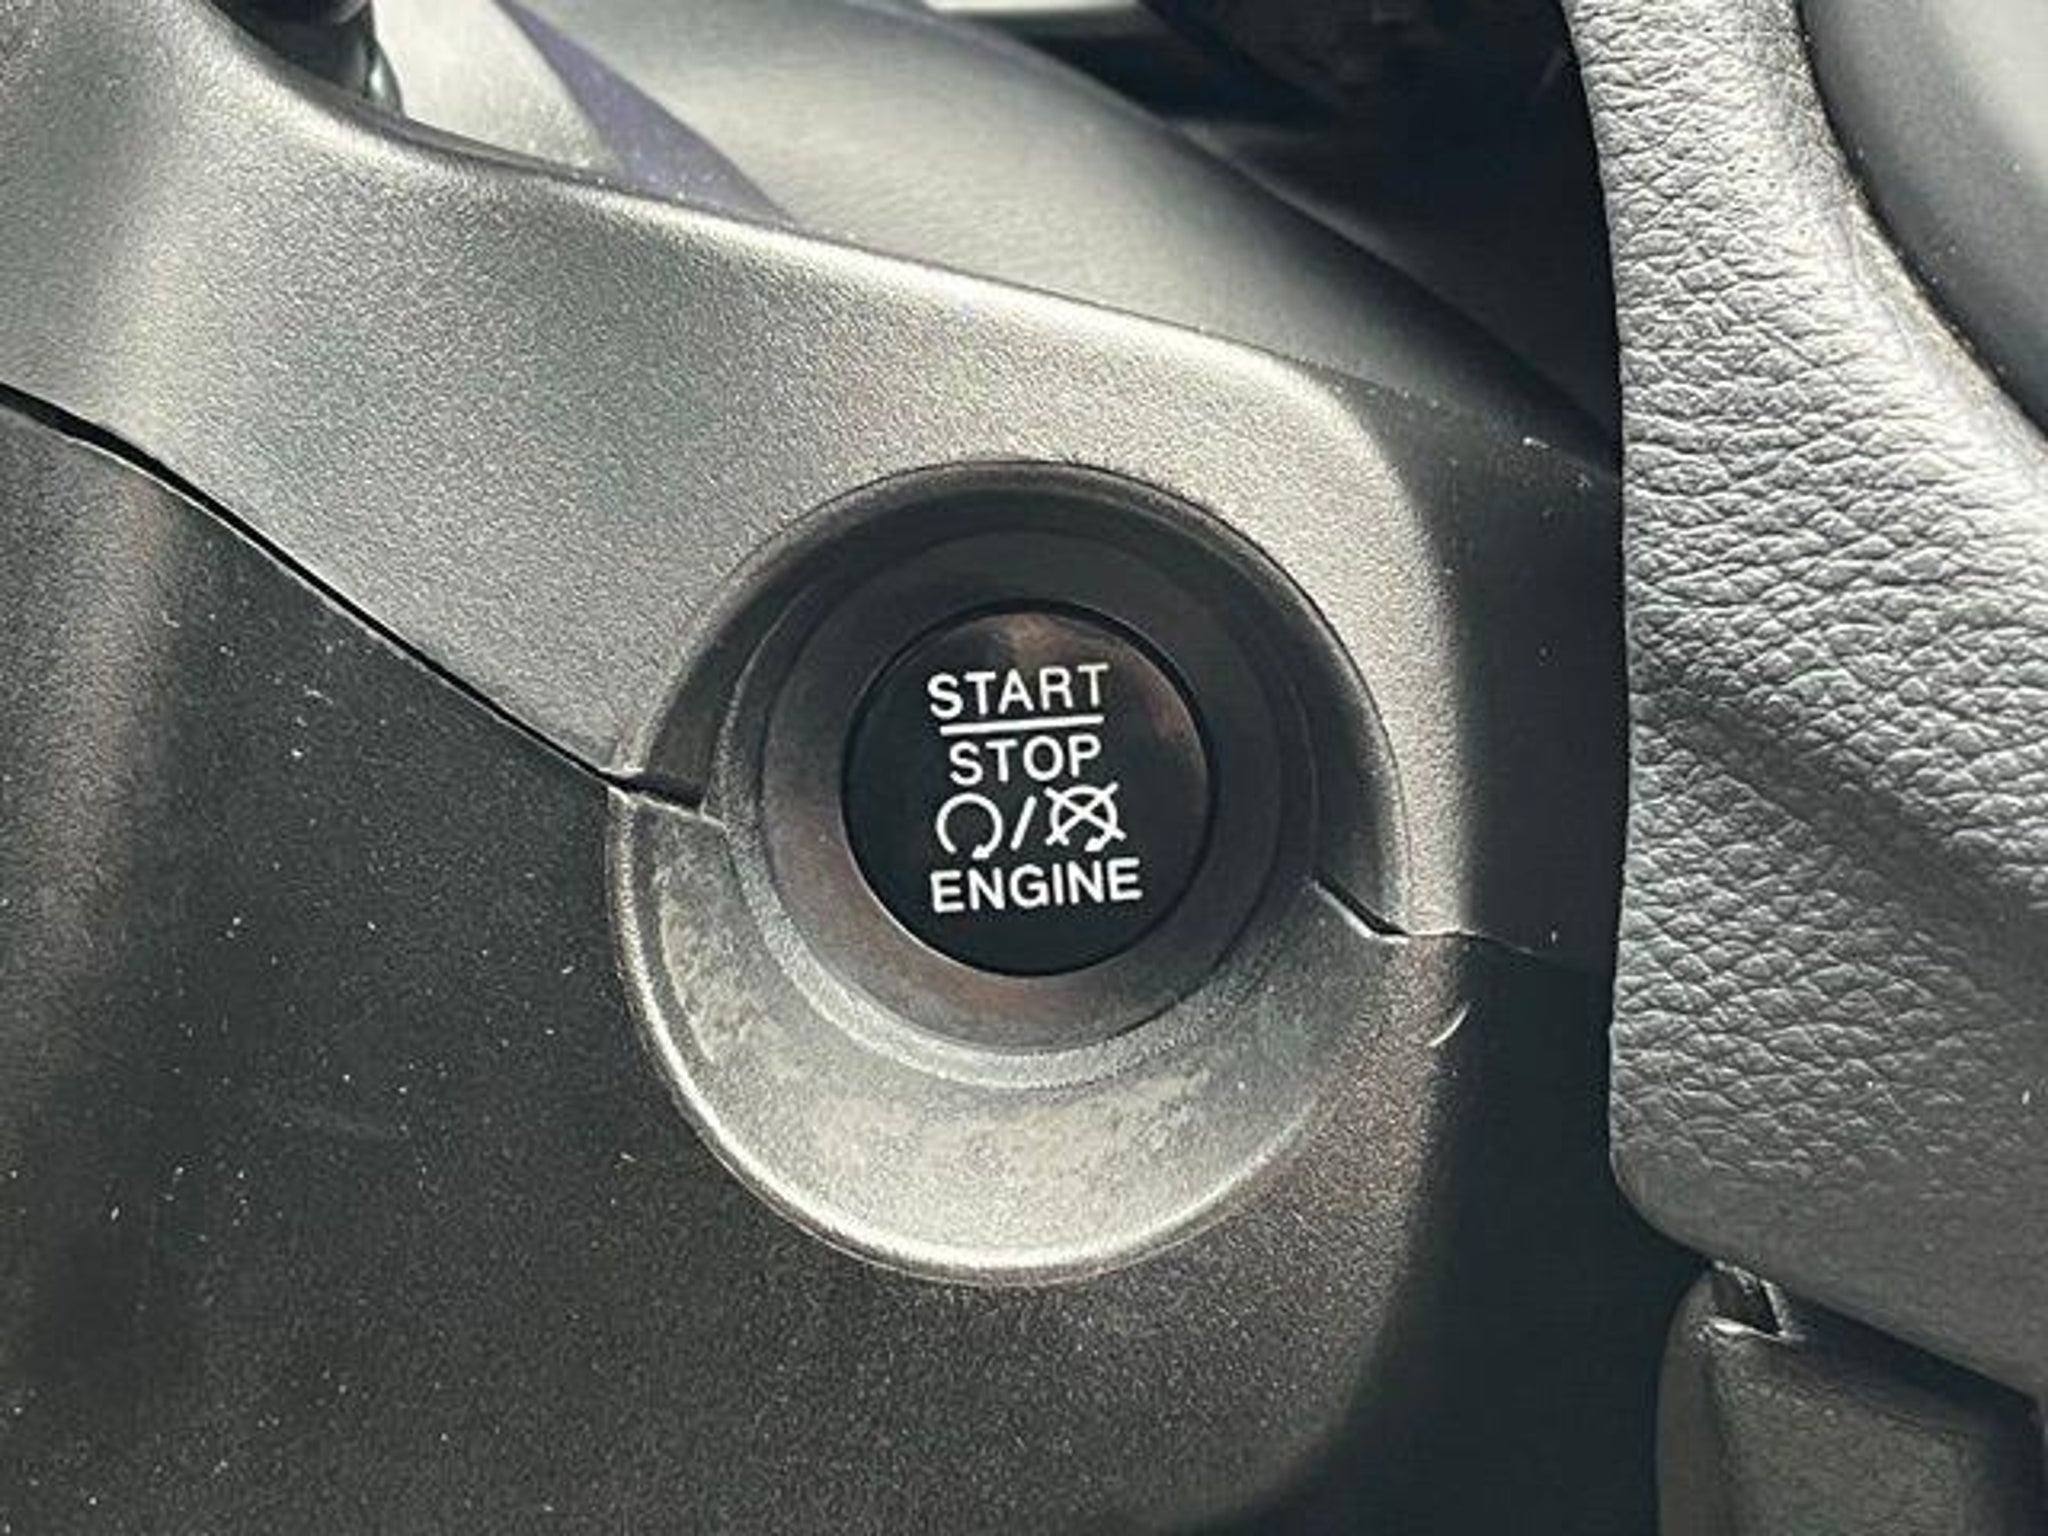 START
STOP
/
ENGINE